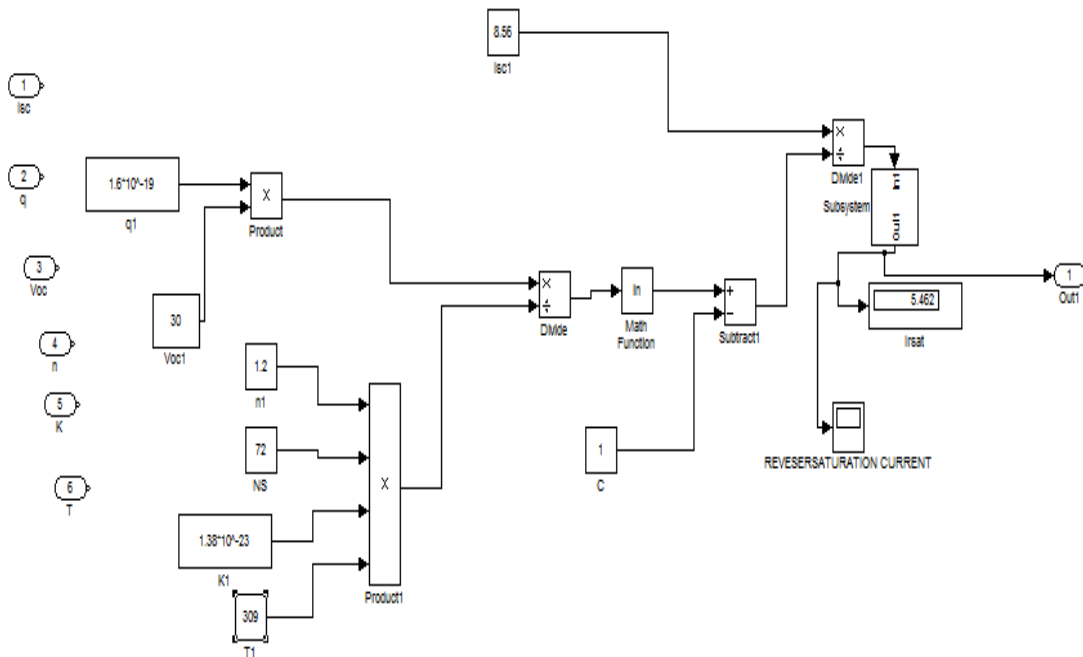 8.56
Isc1
1
Isc
2
q
1.6*10^-19
q1
X
Product
×
÷
Divide1
In1
out1
Subsystem
3
Voc
30
Voc1
×
÷
Divide
ln
Math
Function
+
−
Subtract1
5.462
Irsat
1
Out1
4
n
1.2
n1
5
K
72
NS
X
Product1
1
C
REVESERSATURATION CURRENT
6
T
1.38*10^-23
K1
309
T1